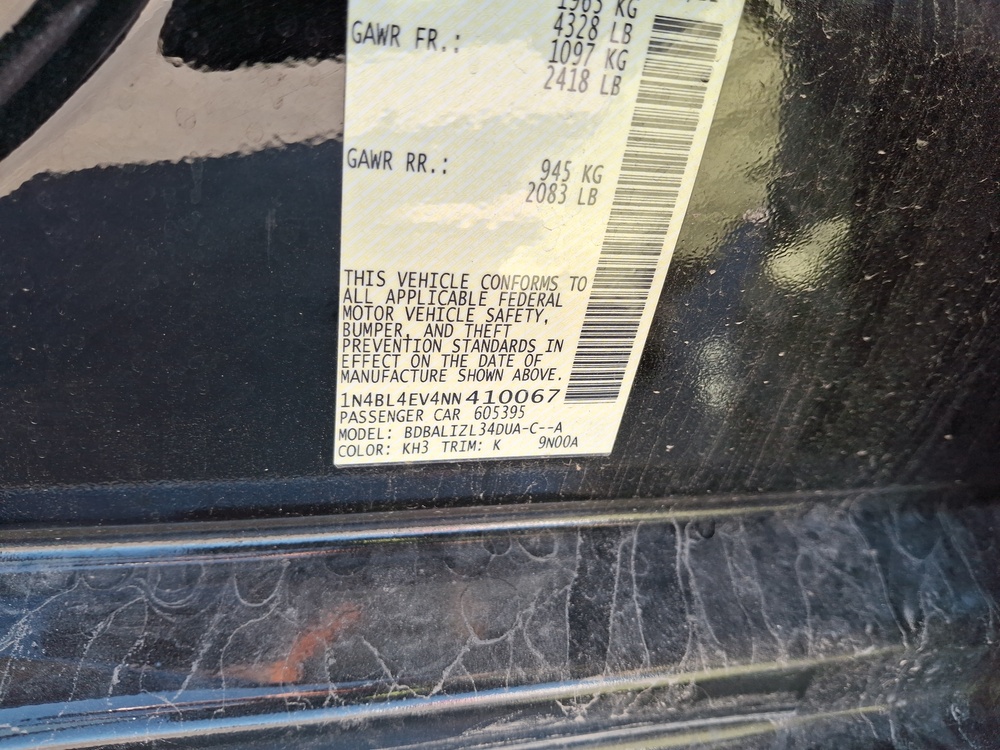 1965 KG
4328 LB
GAWR FR.: 1097 KG
2418 LB
GAWR RR.: 945 KG
2083 LB
THIS VEHICLE CONFORMS TO
ALL APPLICABLE FEDERAL
MOTOR VEHICLE SAFETY,
BUMPER, AND THEFT
PREVENTION STANDARDS IN
EFFECT ON THE DATE OF
MANUFACTURE SHOWN ABOVE.
1N4BL4EV4NN410067
PASSENGER CAR 605395
MODEL: BDBALIZL34DUA-C--A
COLOR: KH3 TRIM: K 9N00A